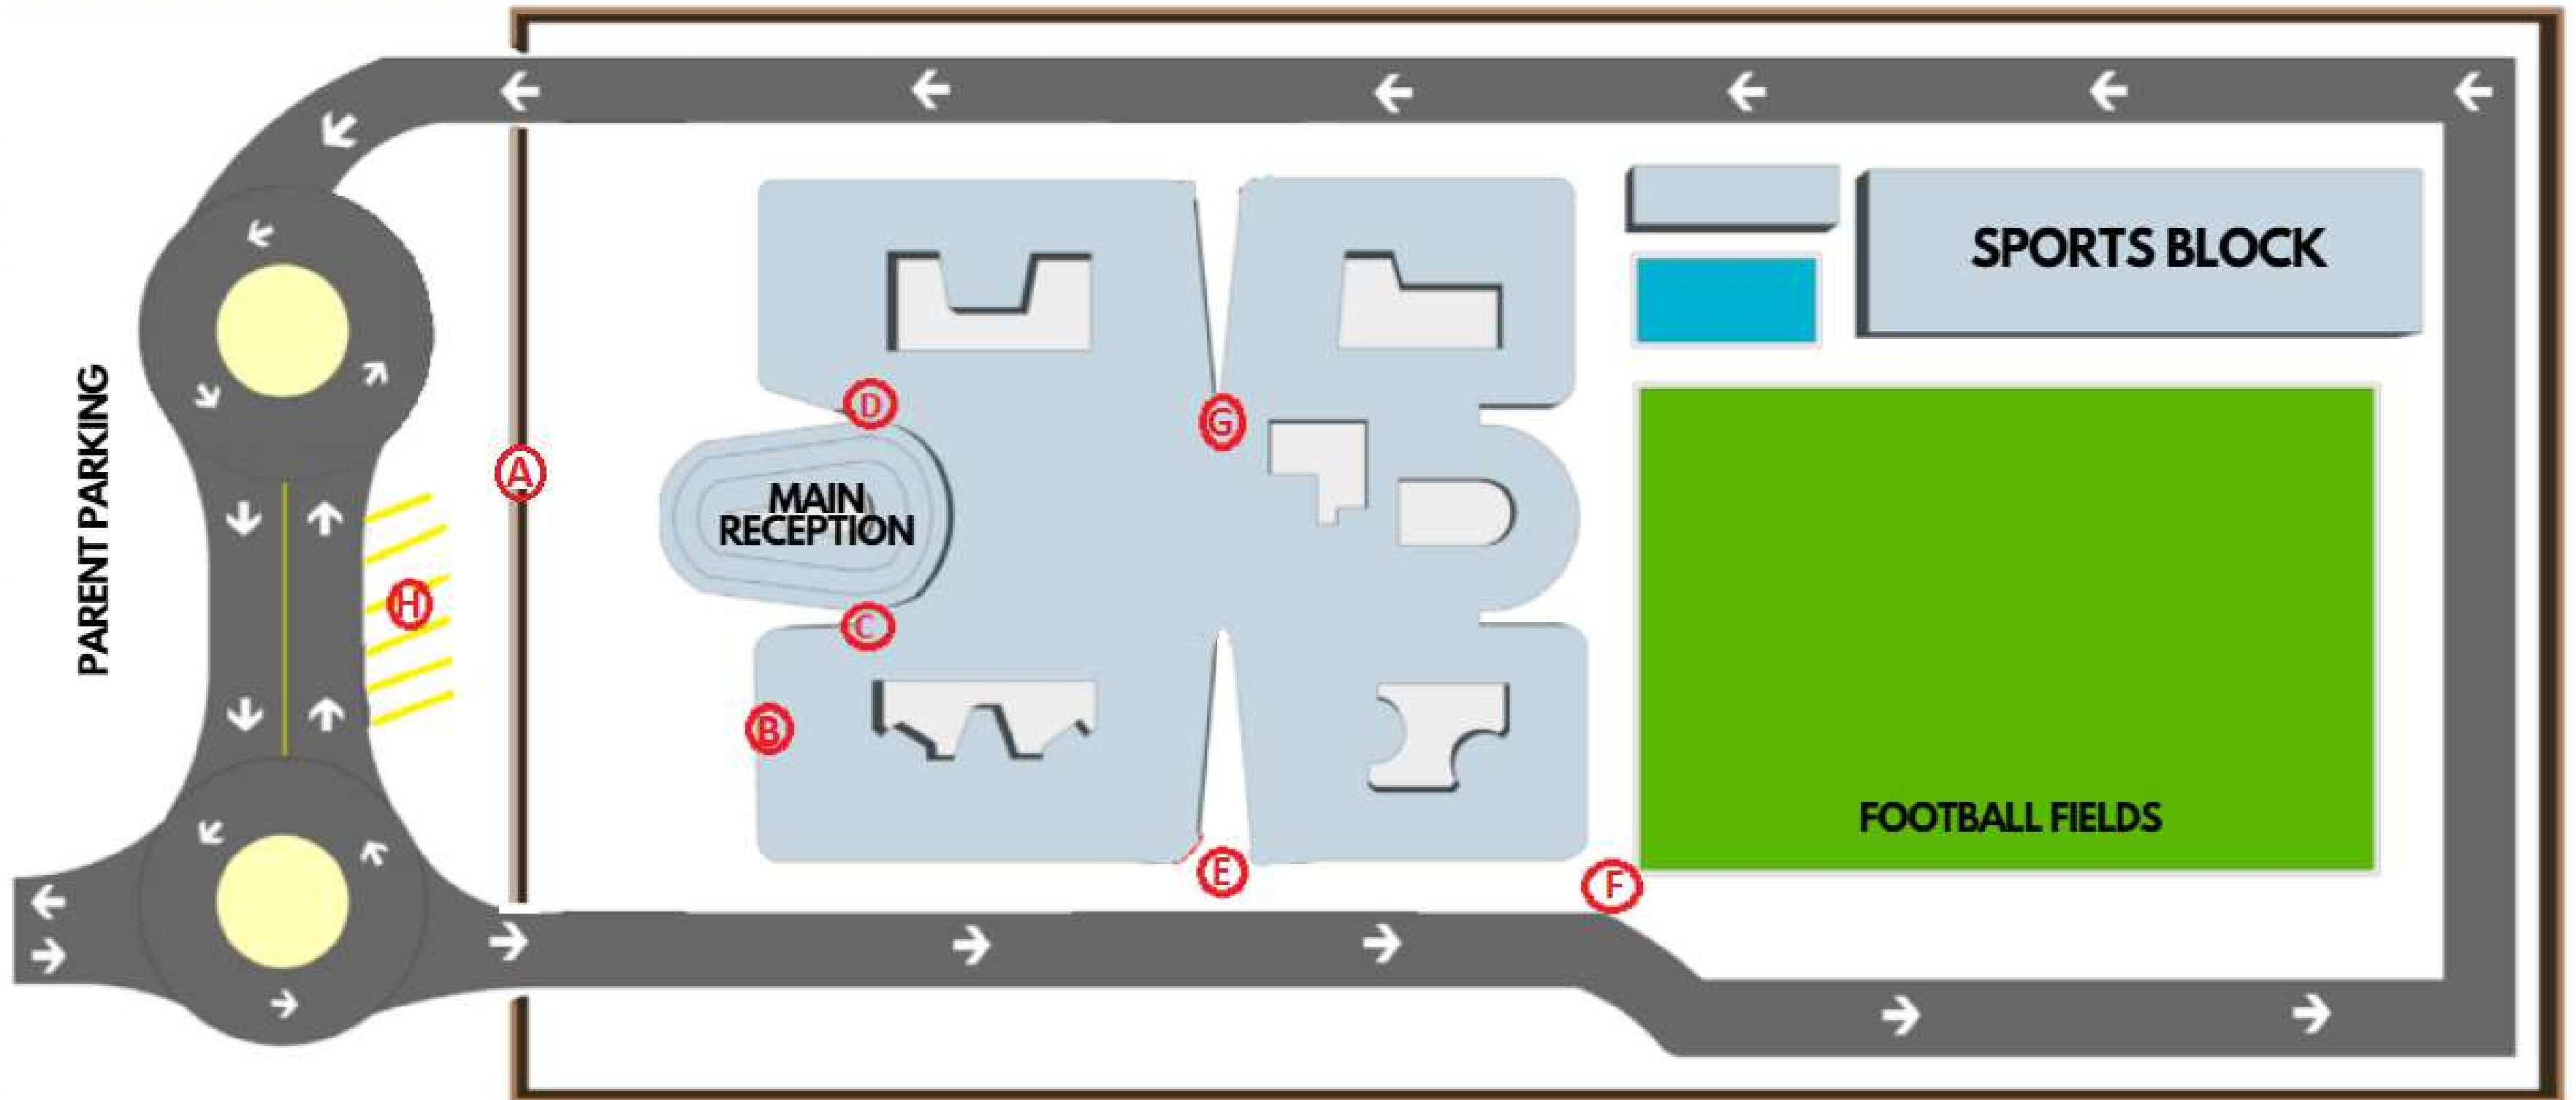 SPORTS BLOCK
PARENT PARKING
D
G
A
MAIN
RECEPTION
H
C
B
FOOTBALL FIELDS
E
F